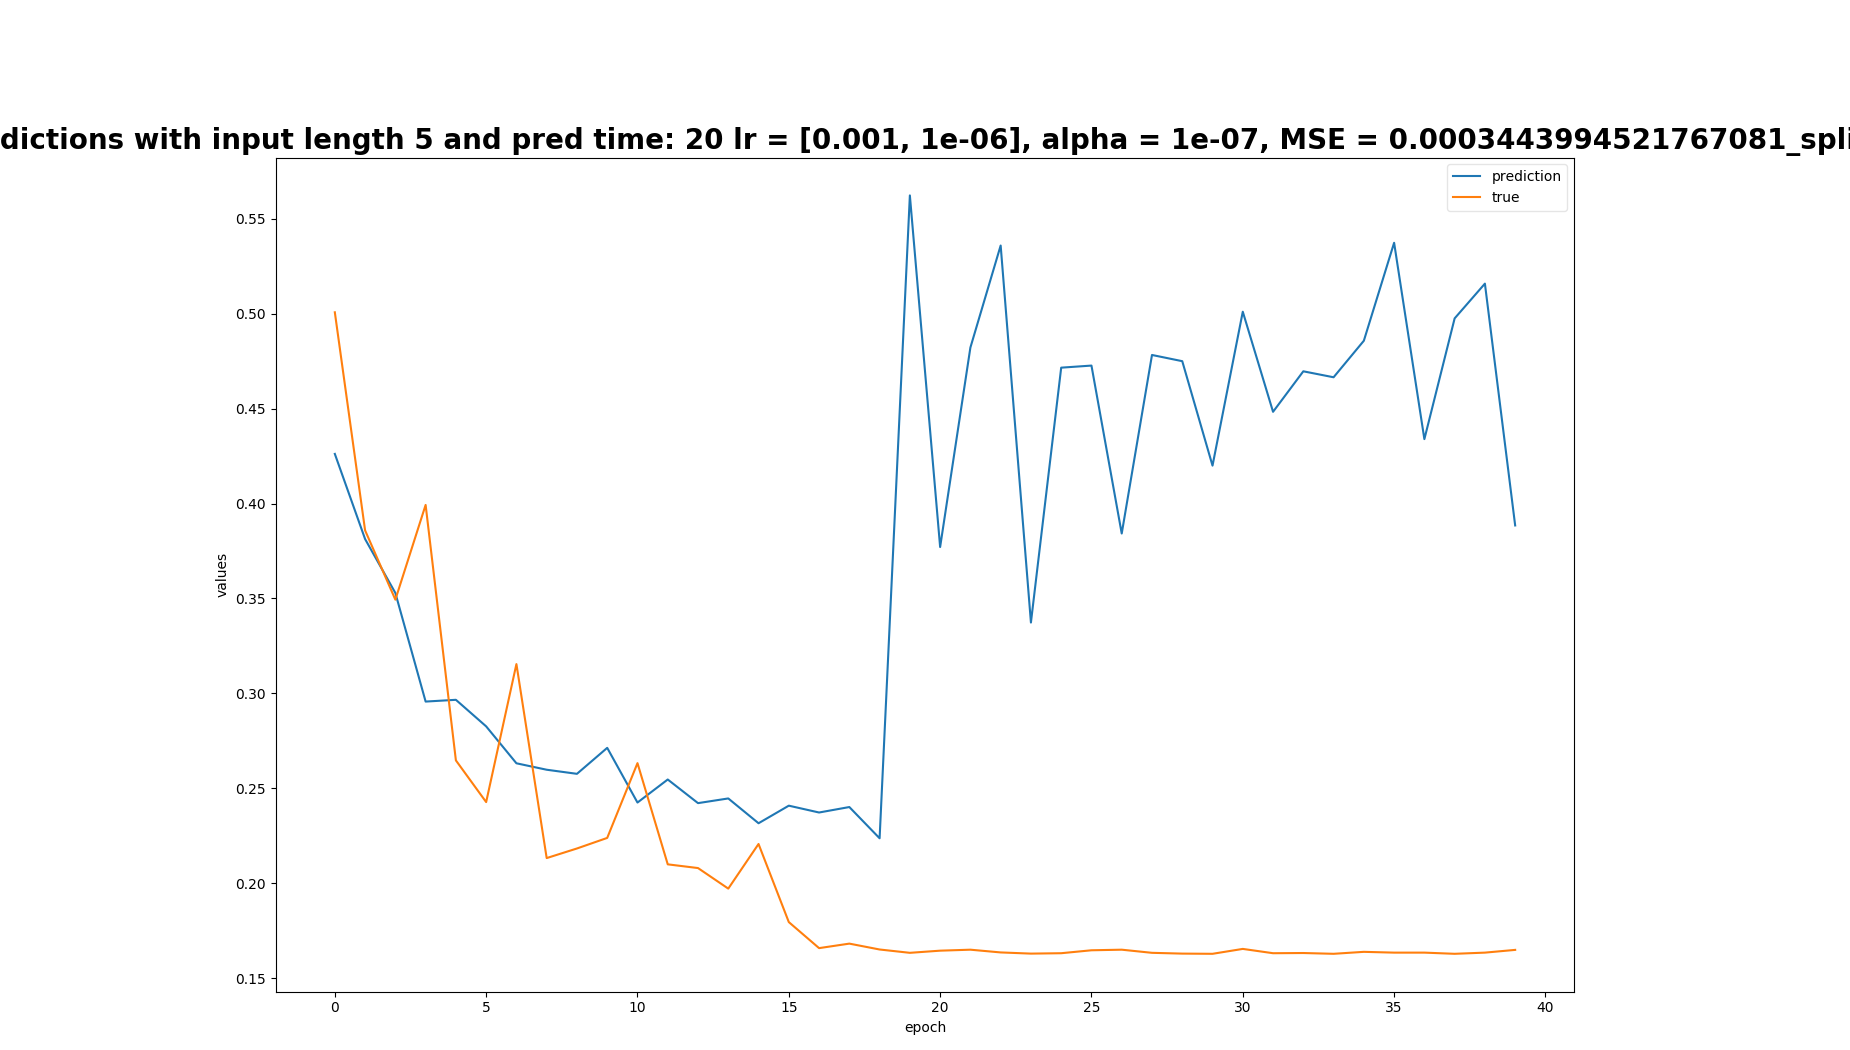 dictions with input length 5 and pred time: 20 lr = [0.001, 1e-06], alpha = 1e-07, MSE = 0.0003443994521767081_spli
prediction
true
0.55
0.50
0.45
0.40
0.35
0.30
0.25
0.20
0.15
values
0 5 10 15 20 25 30 35 40
epoch